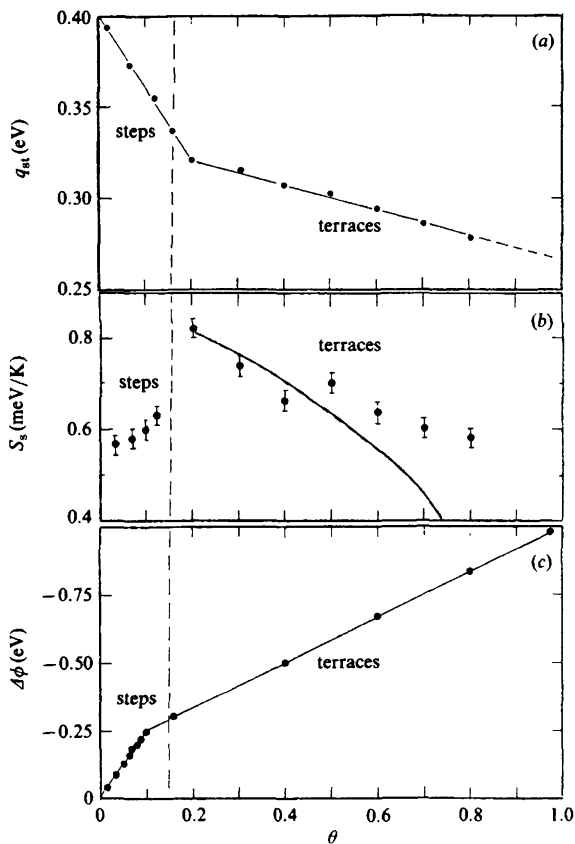 0.40
(a)
0.35
steps
q_st (eV)
0.30
terraces
0.25
(b)
0.8
terraces
steps
S_s (meV/K)
0.6
0.4
(c)
−0.75
Δϕ (eV)
−0.50
terraces
steps
−0.25
0
0 0.2 0.4 0.6 0.8 1.0
θ